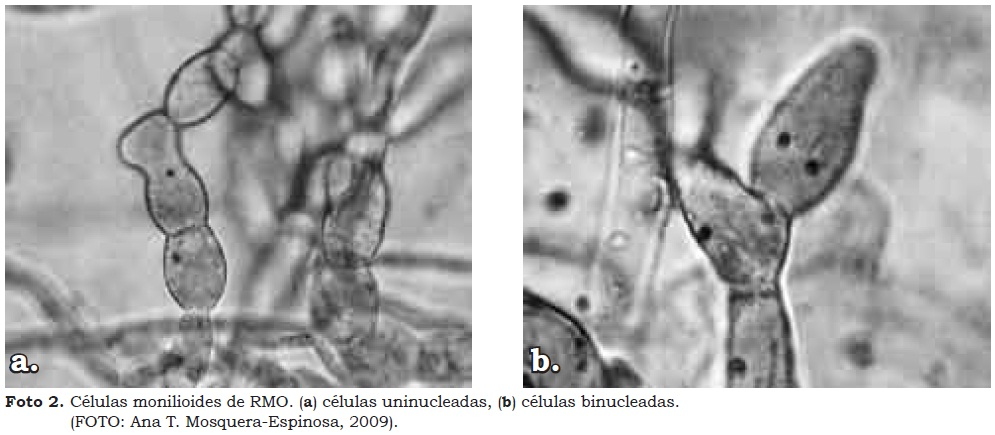 a.
b.
Foto 2. Células monilioides de RMO. (a) células uninucleadas, (b) células binucleadas.
(FOTO: Ana T. Mosquera-Espinosa, 2009).